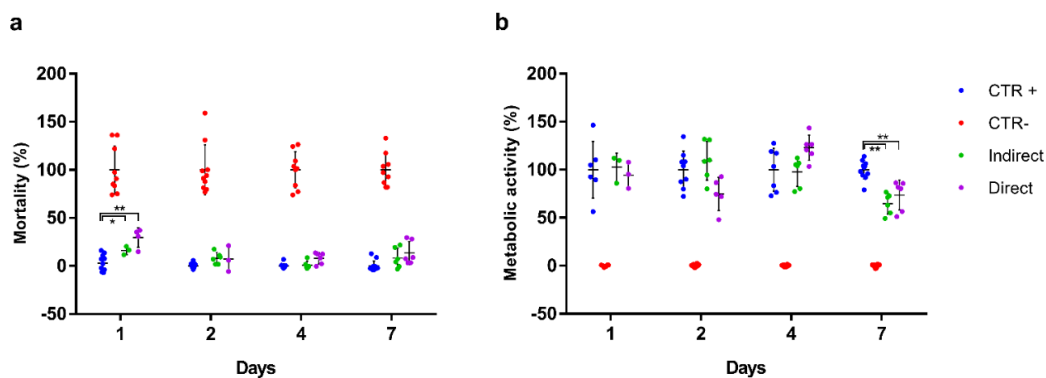 a
Mortality (%)
200
150
100
50
0
-50
**
*
1 2 4 7
Days
b
Metabolic activity (%)
200
150
100
50
0
-50
**
**
1 2 4 7
Days
CTR +
CTR-
Indirect
Direct